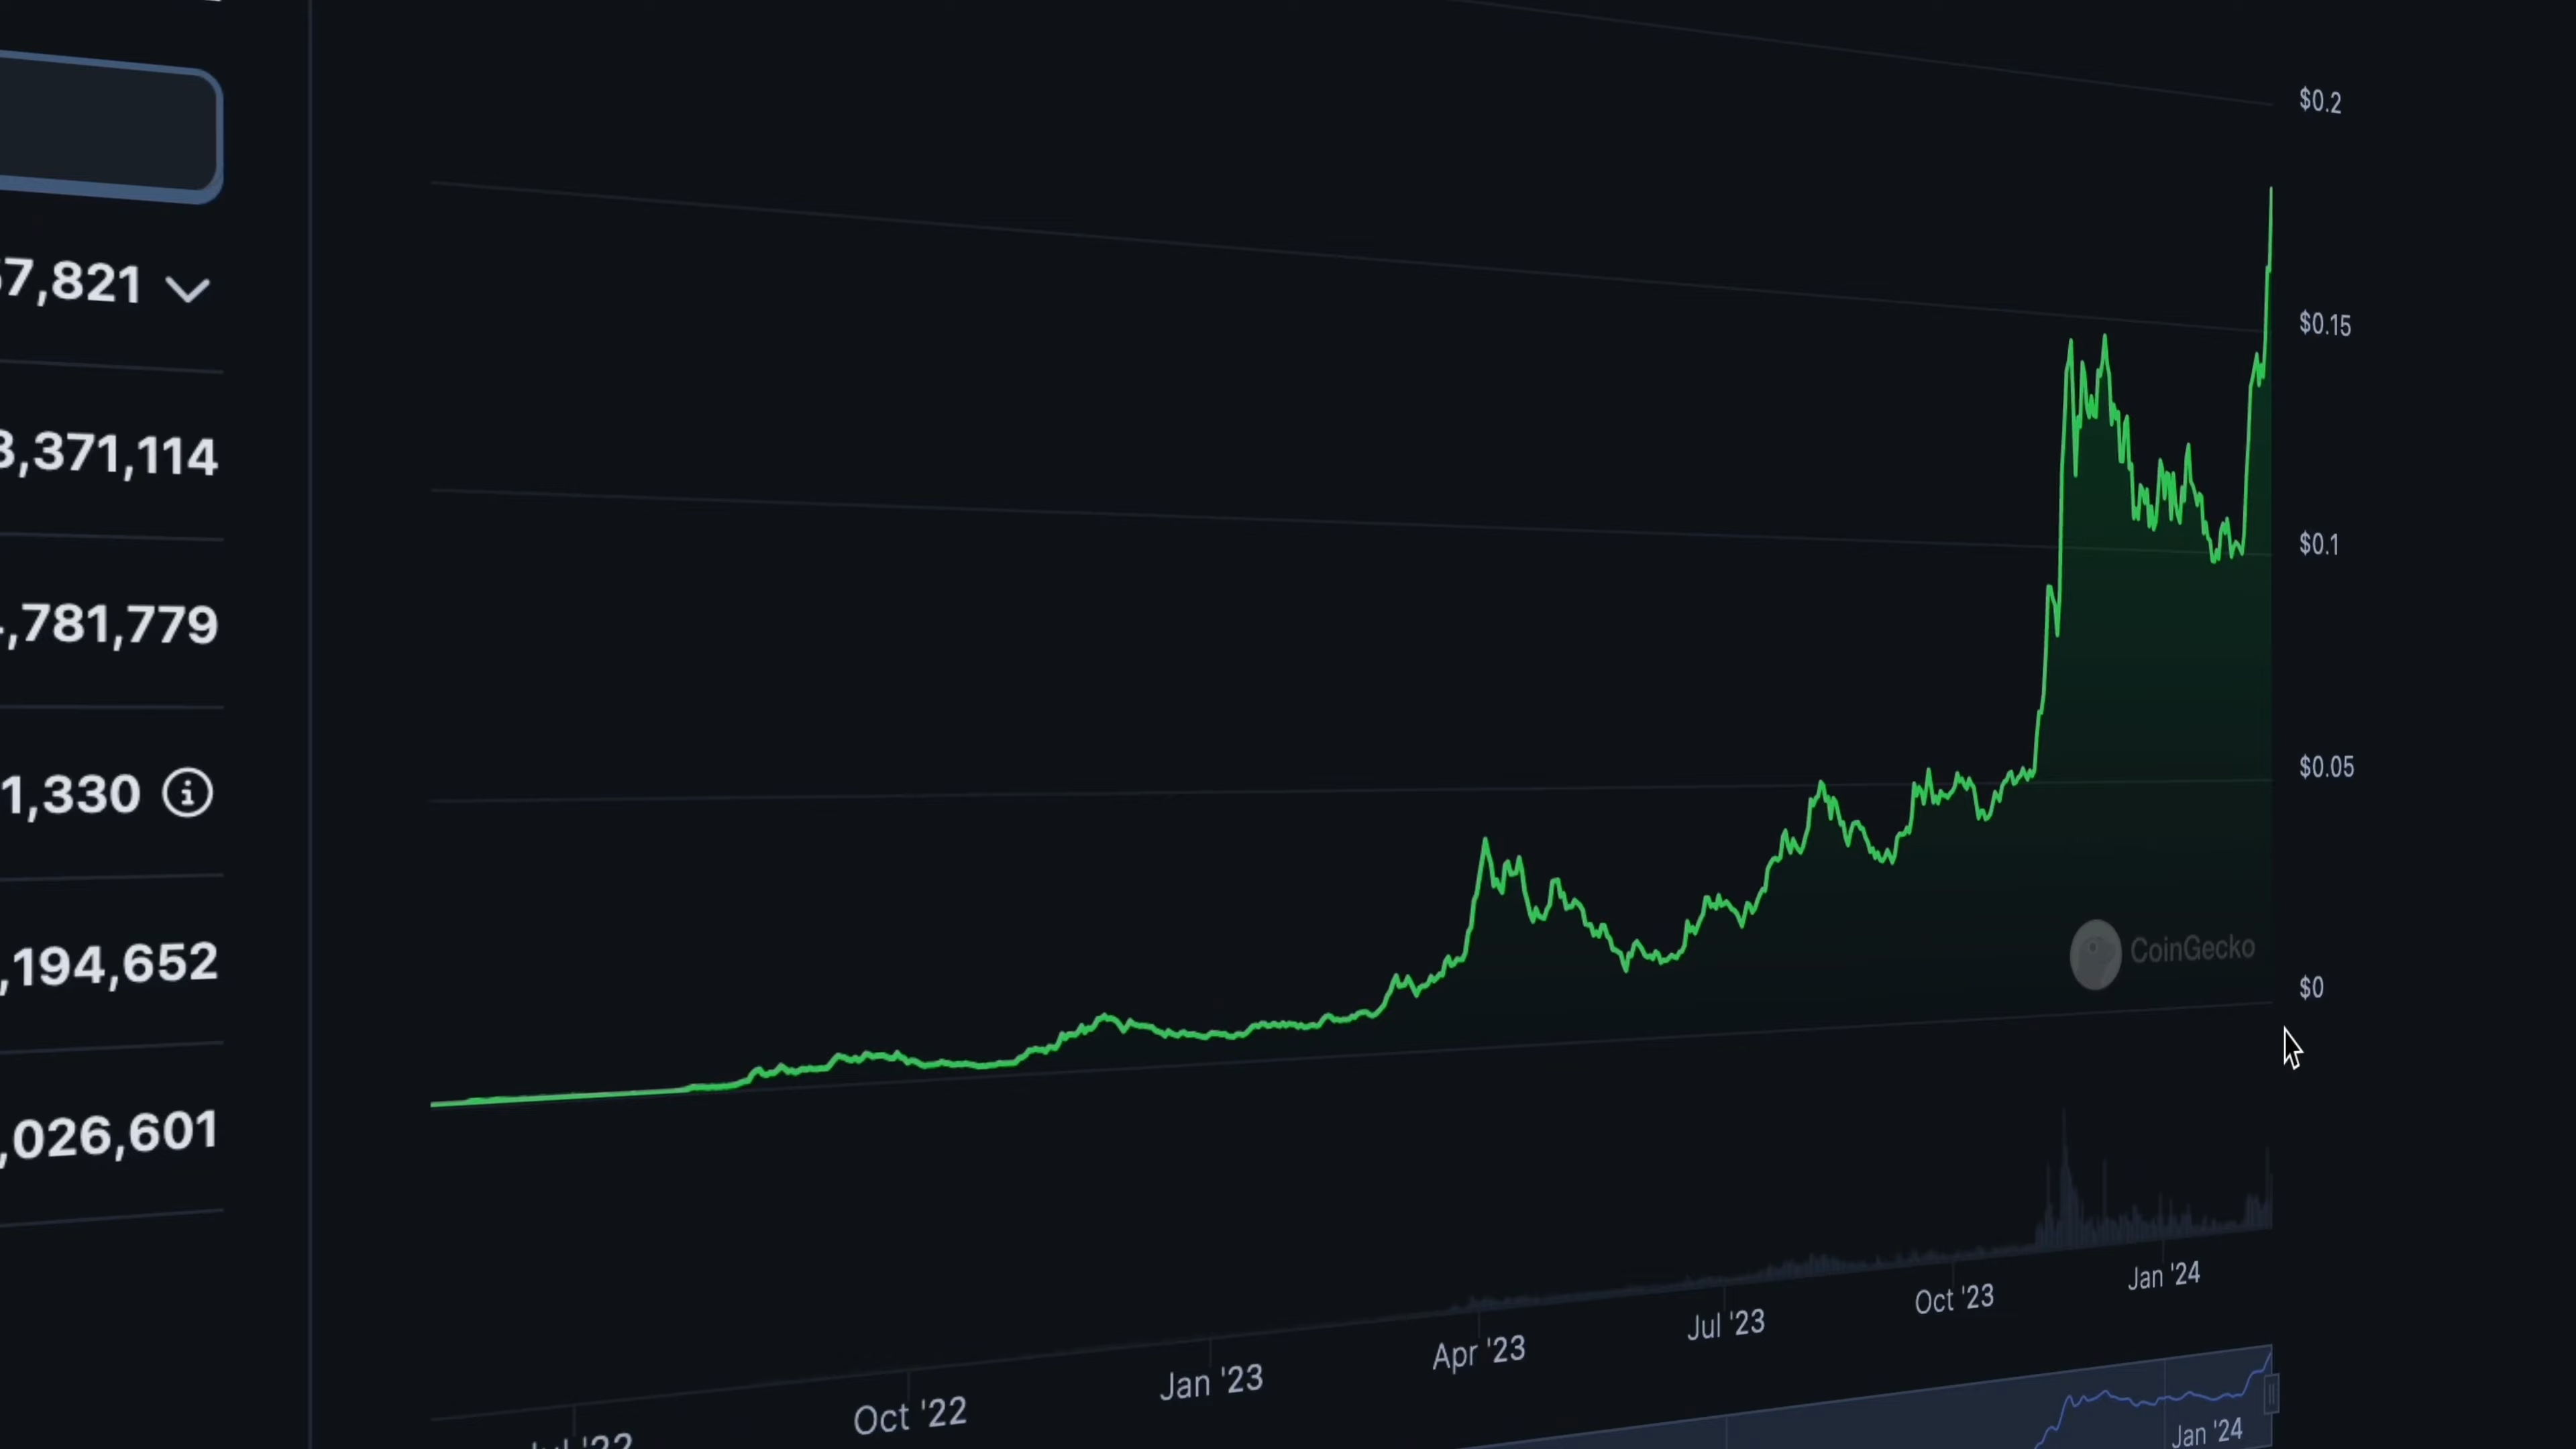 7,821
,371,114
,781,779
1,330
,194,652
,026,601
$0.2
$0.15
$0.1
$0.05
$0
CoinGecko
Oct '22
Jan '23
Apr '23
Jul '23
Oct '23
Jan '24
Jan '24